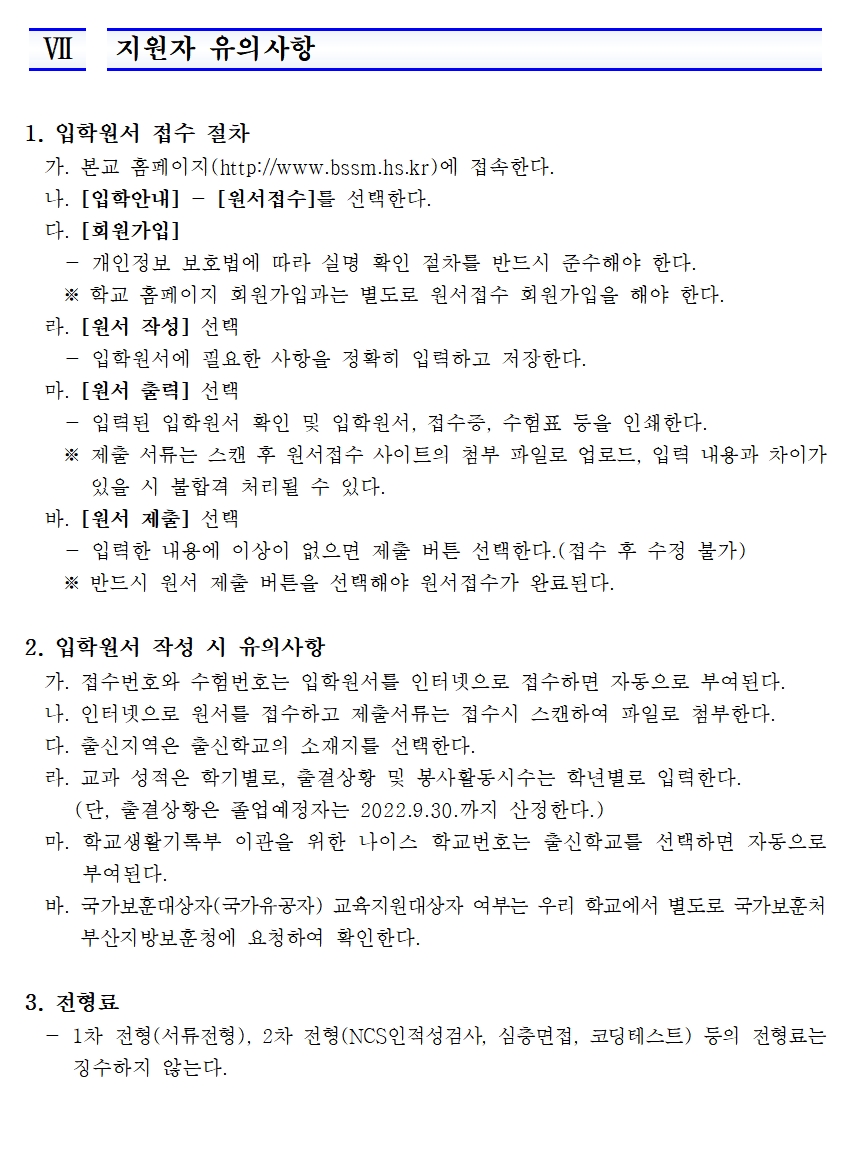 Ⅶ 지원자 유의사항
1. 입학원서 접수 절차
가. 본교 홈페이지(http://www.bssm.hs.kr)에 접속한다.
나. [입학안내] - [원서접수]를 선택한다.
다. [회원가입]
- 개인정보 보호법에 따라 실명 확인 절차를 반드시 준수해야 한다.
※ 학교 홈페이지 회원가입과는 별도로 원서접수 회원가입을 해야 한다.
라. [원서 작성] 선택
- 입학원서에 필요한 사항을 정확히 입력하고 저장한다.
마. [원서 출력] 선택
- 입력된 입학원서 확인 및 입학원서, 접수증, 수험표 등을 인쇄한다.
※ 제출 서류는 스캔 후 원서접수 사이트의 첨부 파일로 업로드, 입력 내용과 차이가
있을 시 불합격 처리될 수 있다.
바. [원서 제출] 선택
- 입력한 내용에 이상이 없으면 제출 버튼 선택한다.(접수 후 수정 불가)
※ 반드시 원서 제출 버튼을 선택해야 원서접수가 완료된다.
2. 입학원서 작성 시 유의사항
가. 접수번호와 수험번호는 입학원서를 인터넷으로 접수하면 자동으로 부여된다.
나. 인터넷으로 원서를 접수하고 제출서류는 접수시 스캔하여 파일로 첨부한다.
다. 출신지역은 출신학교의 소재지를 선택한다.
라. 교과 성적은 학기별로, 출결상황 및 봉사활동시수는 학년별로 입력한다.
(단, 출결상황은 졸업예정자는 2022.9.30.까지 산정한다.)
마. 학교생활기록부 이관을 위한 나이스 학교번호는 출신학교를 선택하면 자동으로
부여된다.
바. 국가보훈대상자(국가유공자) 교육지원대상자 여부는 우리 학교에서 별도로 국가보훈처
부산지방보훈청에 요청하여 확인한다.
3. 전형료
- 1차 전형(서류전형), 2차 전형(NCS인적성검사, 심층면접, 코딩테스트) 등의 전형료는
징수하지 않는다.